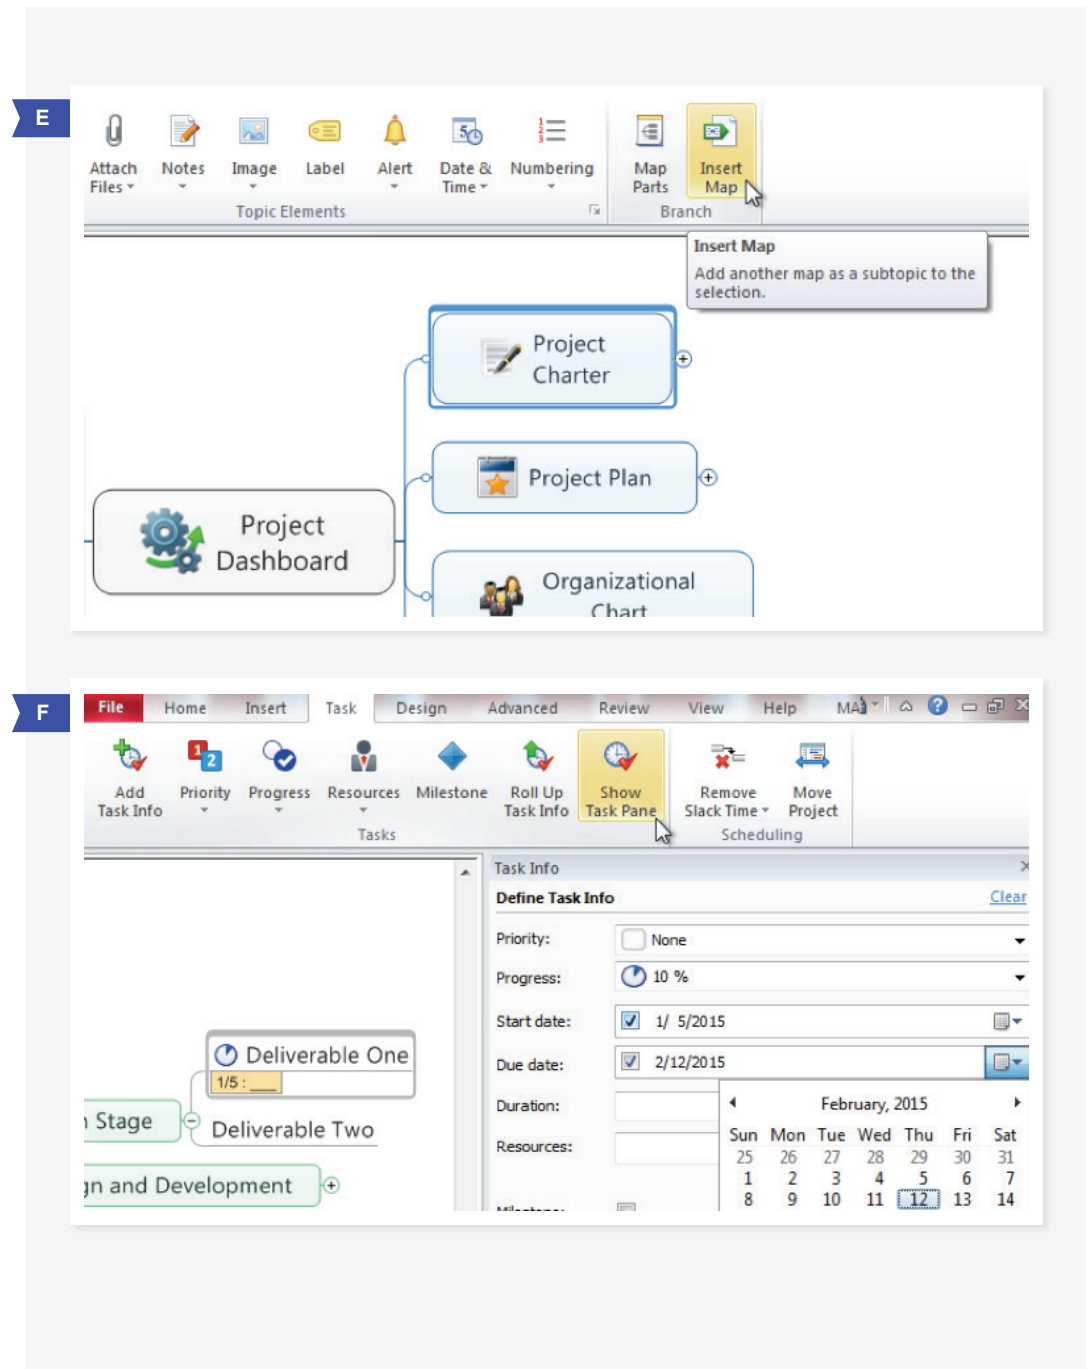 E
Attach Notes Image Label Alert Date & Numbering Map Insert
Files Time Parts Map
Topic Elements Branch
Insert Map
Add another map as a subtopic to the
selection.
Project
Charter
Project Plan
Project
Dashboard
Organizational
Chart
F
File Home Insert Task Design Advanced Review View Help
Add Priority Progress Resources Milestone Roll Up Show Remove Move
Task Info Task Info Task Pane Slack Time Project
Tasks Scheduling
Task Info
Define Task Info Clear
Priority: None
Progress: 10 %
Start date: 1/ 5/2015
Due date: 2/12/2015
Duration:
Resources:
February, 2015
Sun Mon Tue Wed Thu Fri Sat
25 26 27 28 29 30 31
1 2 3 4 5 6 7
8 9 10 11 12 13 14
Deliverable One
1/5 : ___
Stage
Deliverable Two
gn and Development